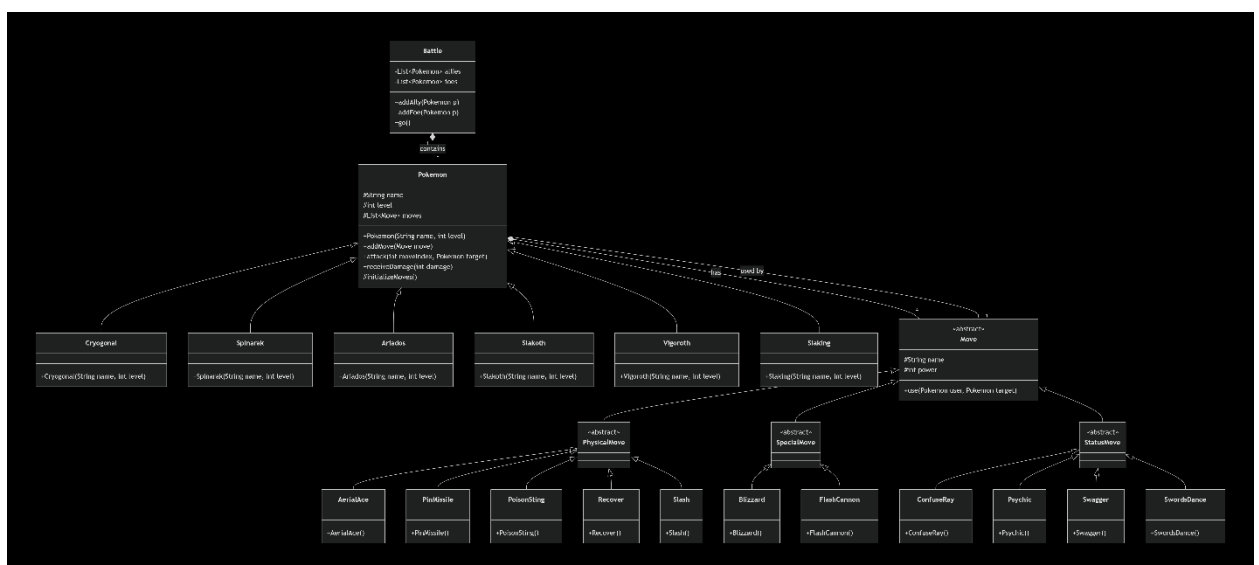 Battle
-List<Pokemon> allies
-List<Pokemon> foes
+addAlly(Pokemon p)
+addFoe(Pokemon p)
+go()
contains
Pokemon
#String name
#int level
#List<Move> moves
+Pokemon(String name, int level)
+addMove(Move move)
+attack(int moveIndex, Pokemon target)
+receiveDamage(int damage)
#initializeMoves()
has
used by
Cryogonal
+Cryogonal(String name, int level)
Spinarak
+Spinarak(String name, int level)
Ariados
+Ariados(String name, int level)
Slakoth
+Slakoth(String name, int level)
Vigoroth
+Vigoroth(String name, int level)
Slaking
+Slaking(String name, int level)
«abstract»
Move
#String name
#int power
+use(Pokemon user, Pokemon target)
«abstract»
PhysicalMove
«abstract»
SpecialMove
«abstract»
StatusMove
AerialAce
+AerialAce()
PinMissile
+PinMissile()
PoisonSting
+PoisonSting()
Recover
+Recover()
Slash
+Slash()
Blizzard
+Blizzard()
FlashCannon
+FlashCannon()
ConfuseRay
+ConfuseRay()
Psychic
+Psychic()
Swagger
+Swagger()
SwordsDance
+SwordsDance()